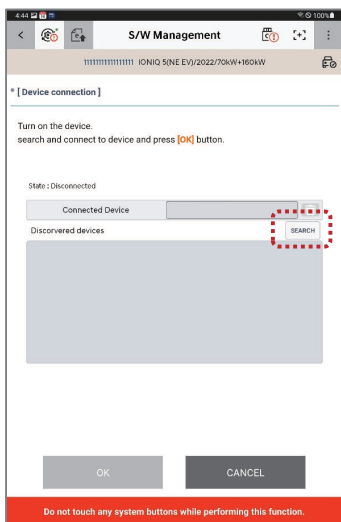 4:44
100%
S/W Management
11111111111111111 IONIQ 5(NE EV)/2022/70kW+160kW
* [ Device connection ]
Turn on the device.
search and connect to device and press [OK] button.
State : Disconnected
Connected Device
Discorvered devices
SEARCH
OK
CANCEL
Do not touch any system buttons while performing this function.